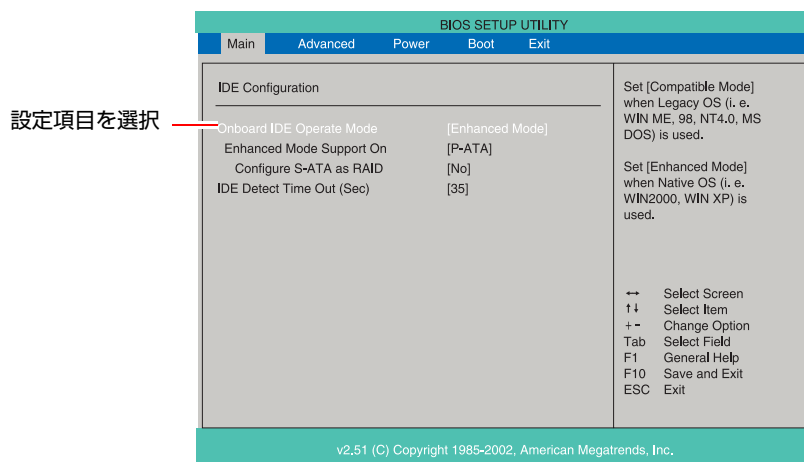 BIOS SETUP UTILITY
Main Advanced Power Boot Exit
IDE Configuration
設定項目を選択
Onboard IDE Operate Mode [Enhanced Mode]
Enhanced Mode Support On [P-ATA]
Configure S-ATA as RAID [No]
IDE Detect Time Out (Sec) [35]
Set [Compatible Mode]
when Legacy OS (i. e.
WIN ME, 98, NT4.0, MS
DOS) is used.
Set [Enhanced Mode]
when Native OS (i. e.
WIN2000, WIN XP) is
used.
↔ Select Screen
↑↓ Select Item
+- Change Option
Tab Select Field
F1 General Help
F10 Save and Exit
ESC Exit
v2.51 (C) Copyright 1985-2002, American Megatrends, Inc.